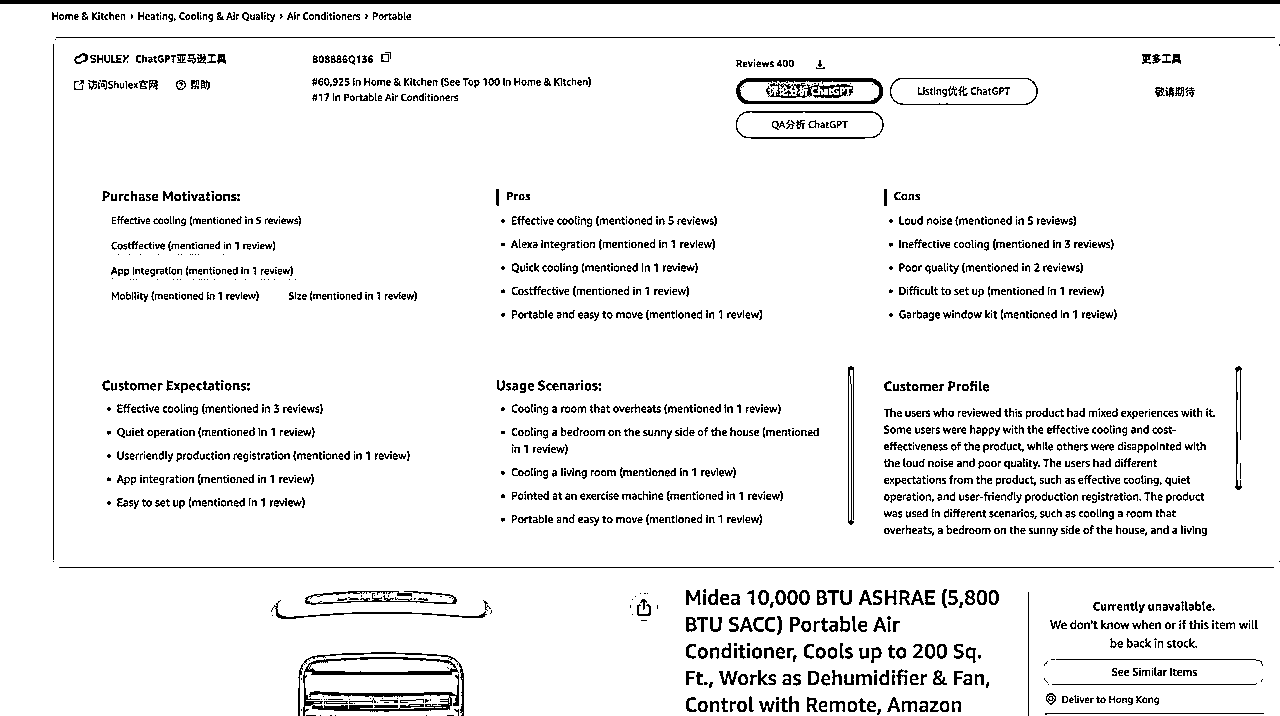 Home & Kitchen › Heating, Cooling & Air Quality › Air Conditioners › Portable
SHULEX ChatGPT亚马逊工具
访问Shulex官网 帮助
B08886Q136
#60,925 in Home & Kitchen (See Top 100 in Home & Kitchen)
#17 in Portable Air Conditioners
Reviews 400
评论分析 ChatGPT
Listing优化 ChatGPT
QA分析 ChatGPT
更多工具
敬请期待
Purchase Motivations:
Effective cooling (mentioned in 5 reviews)
Costffective (mentioned in 1 review)
App integration (mentioned in 1 review)
Mobility (mentioned in 1 review) Size (mentioned in 1 review)
Pros
• Effective cooling (mentioned in 5 reviews)
• Alexa integration (mentioned in 1 review)
• Quick cooling (mentioned in 1 review)
• Costffective (mentioned in 1 review)
• Portable and easy to move (mentioned in 1 review)
Cons
• Loud noise (mentioned in 5 reviews)
• Ineffective cooling (mentioned in 3 reviews)
• Poor quality (mentioned in 2 reviews)
• Difficult to set up (mentioned in 1 review)
• Garbage window kit (mentioned in 1 review)
Customer Expectations:
• Effective cooling (mentioned in 3 reviews)
• Quiet operation (mentioned in 1 review)
• Userriendly production registration (mentioned in 1 review)
• App integration (mentioned in 1 review)
• Easy to set up (mentioned in 1 review)
Usage Scenarios:
• Cooling a room that overheats (mentioned in 1 review)
• Cooling a bedroom on the sunny side of the house (mentioned
in 1 review)
• Cooling a living room (mentioned in 1 review)
• Pointed at an exercise machine (mentioned in 1 review)
• Portable and easy to move (mentioned in 1 review)
Customer Profile
The users who reviewed this product had mixed experiences with it.
Some users were happy with the effective cooling and cost-
effectiveness of the product, while others were disappointed with
the loud noise and poor quality. The users had different
expectations from the product, such as effective cooling, quiet
operation, and user-friendly production registration. The product
was used in different scenarios, such as cooling a room that
overheats, a bedroom on the sunny side of the house, and a living
Midea 10,000 BTU ASHRAE (5,800
BTU SACC) Portable Air
Conditioner, Cools up to 200 Sq.
Ft., Works as Dehumidifier & Fan,
Control with Remote, Amazon
Currently unavailable.
We don't know when or if this item will
be back in stock.
See Similar Items
Deliver to Hong Kong